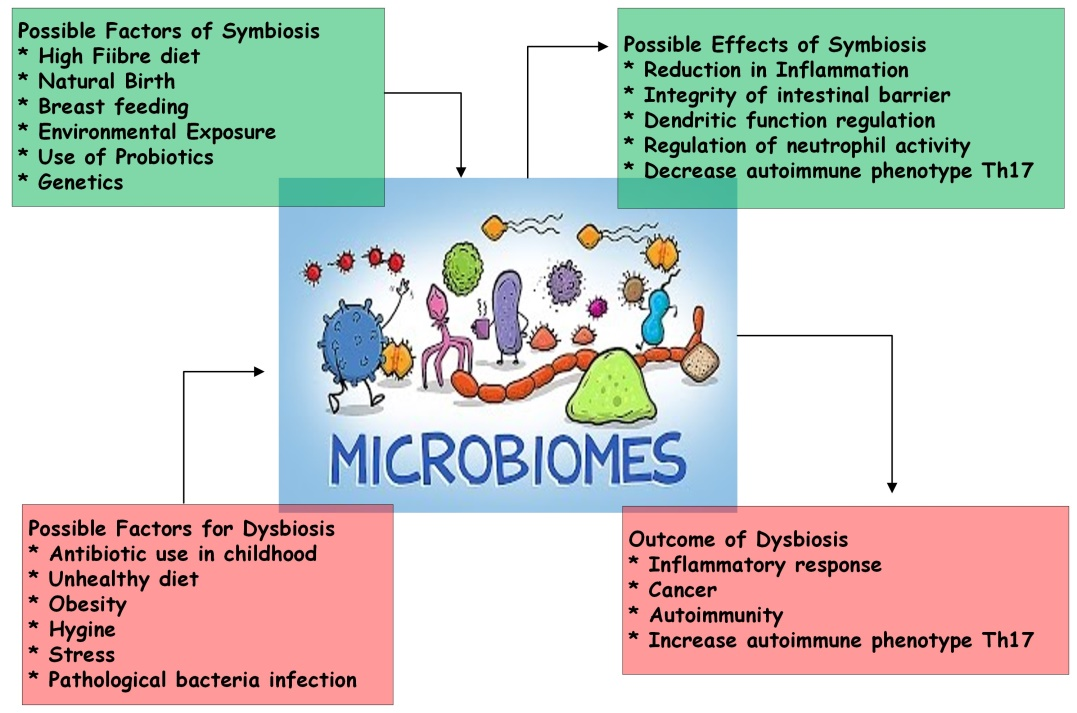 Possible Factors of Symbiosis
* High Fiibre diet
* Natural Birth
* Breast feeding
* Environmental Exposure
* Use of Probiotics
* Genetics
Possible Effects of Symbiosis
* Reduction in Inflammation
* Integrity of intestinal barrier
* Dendritic function regulation
* Regulation of neutrophil activity
* Decrease autoimmune phenotype Th17
MICROBIOMES
Possible Factors for Dysbiosis
* Antibiotic use in childhood
* Unhealthy diet
* Obesity
* Hygine
* Stress
* Pathological bacteria infection
Outcome of Dysbiosis
* Inflammatory response
* Cancer
* Autoimmunity
* Increase autoimmune phenotype Th17